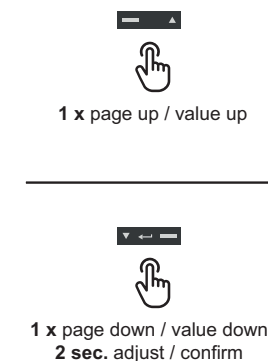 1 x page up / value up
1 x page down / value down
2 sec. adjust / confirm